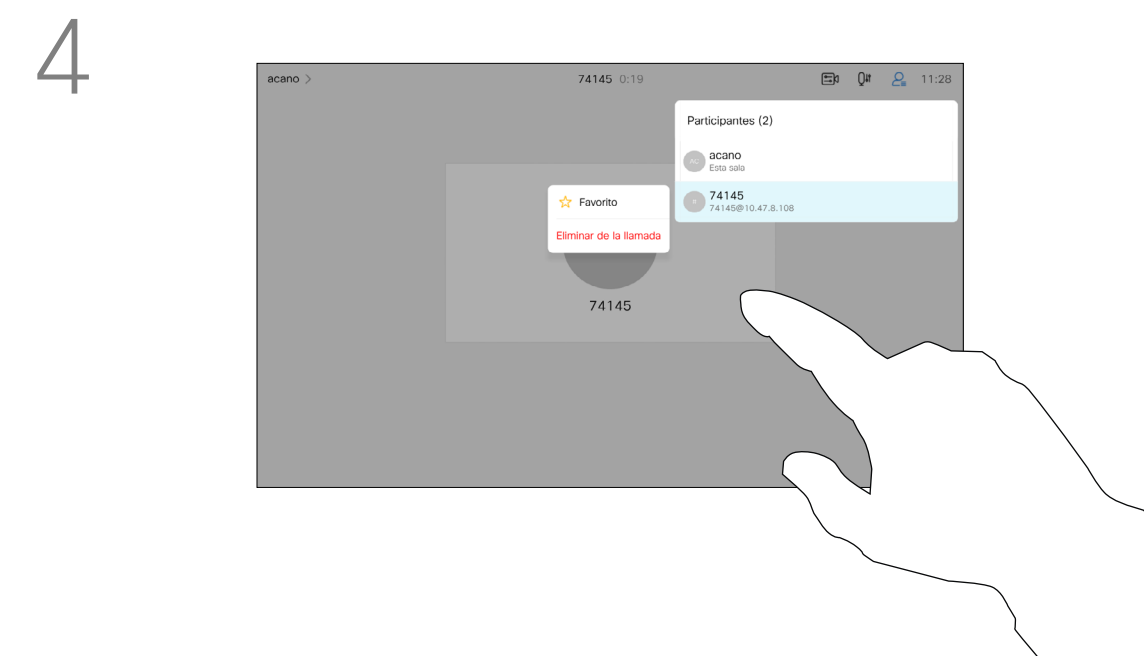 4
acano >
74145 0:19
11:28
Participantes (2)
AC
acano
Esta sala
74145
74145@10.47.8.108
Favorito
Eliminar de la llamada
74145